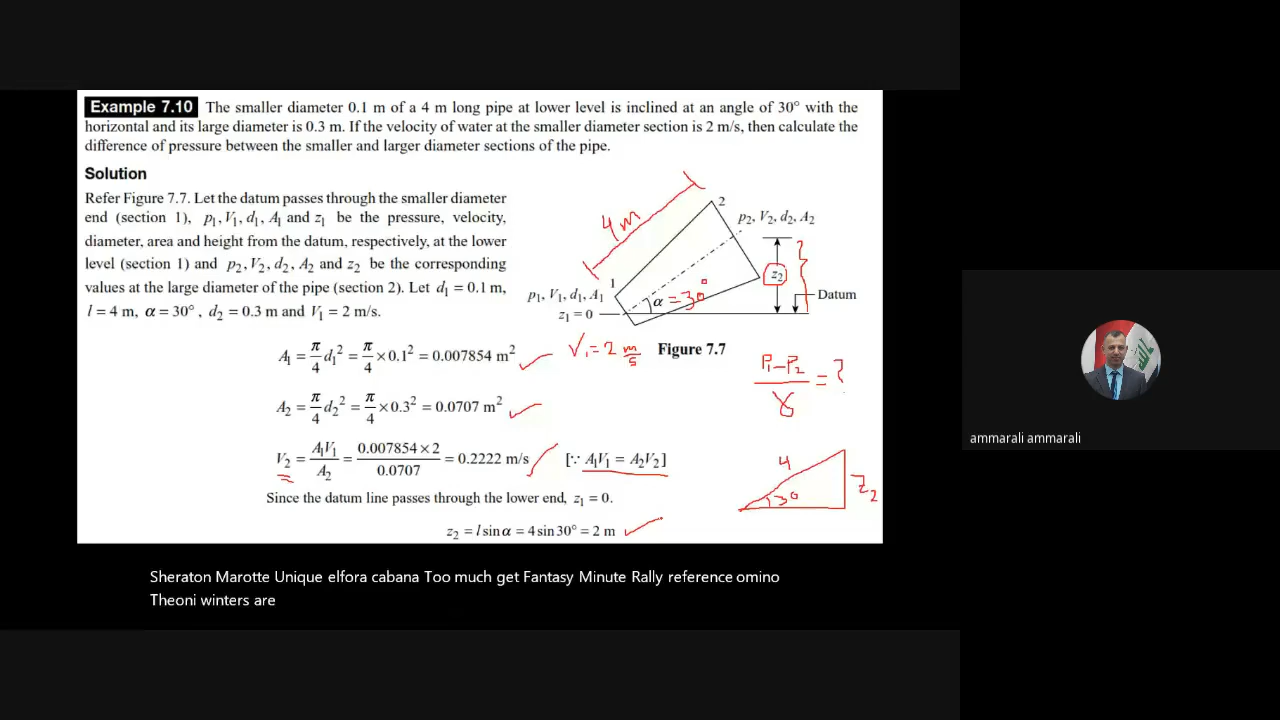 Example 7.10 The smaller diameter 0.1 m of a 4 m long pipe at lower level is inclined at an angle of 30° with the
horizontal and its large diameter is 0.3 m. If the velocity of water at the smaller diameter section is 2 m/s, then calculate the
difference of pressure between the smaller and larger diameter sections of the pipe.
Solution
Refer Figure 7.7. Let the datum passes through the smaller diameter
end (section 1), p₁, V₁, d₁, A₁ and z₁ be the pressure, velocity,
diameter, area and height from the datum, respectively, at the lower
level (section 1) and p₂, V₂, d₂, A₂ and z₂ be the corresponding
values at the large diameter of the pipe (section 2). Let d₁ = 0.1 m,
l = 4 m, α = 30°, d₂ = 0.3 m and V₁ = 2 m/s.
4 m
2
p₂, V₂, d₂, A₂
z₂
1
p₁, V₁, d₁, A₁
α = 30°
Datum
z₁ = 0
V₁ = 2 m/s
Figure 7.7
A₁ = π/4 d₁² = π/4 × 0.1² = 0.007854 m²
P₁ – P₂ / γ = ?
A₂ = π/4 d₂² = π/4 × 0.3² = 0.0707 m²
V₂ = A₁V₁/A₂ = 0.007854 × 2/0.0707 = 0.2222 m/s [∵ A₁V₁ = A₂V₂]
4
30
Z₂
Since the datum line passes through the lower end, z₁ = 0.
z₂ = l sin α = 4 sin 30° = 2 m
Sheraton Marotte Unique elfora cabana Too much get Fantasy Minute Rally reference omino
Theoni winters are
ammarali ammarali